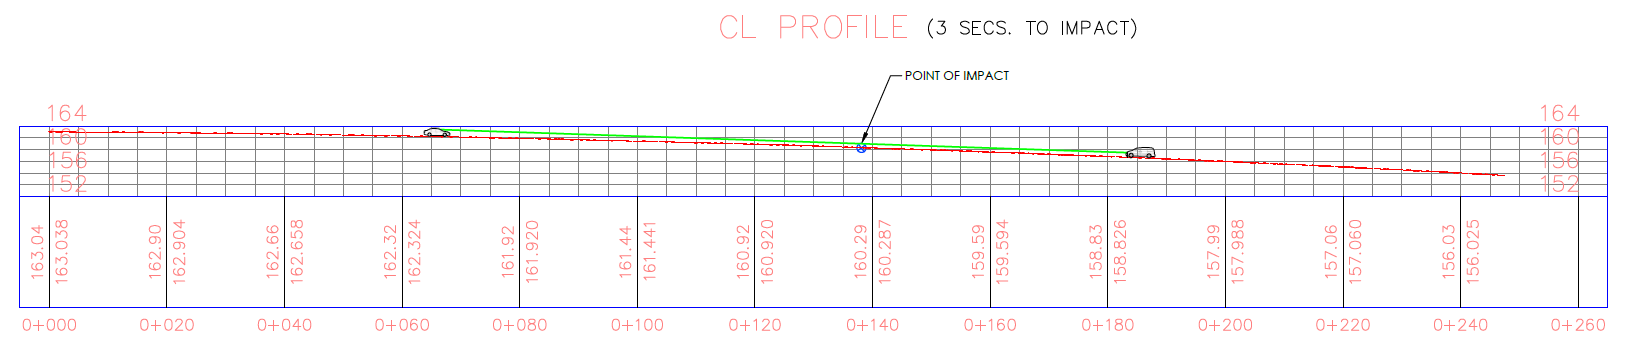 CL PROFILE (3 SECS. TO IMPACT)
POINT OF IMPACT
164 164
160 160
156 156
152 152
163.04 163.038 162.90 162.904 162.66 162.658 162.32 162.324 161.92 161.920 161.44 161.441 160.92 160.920 160.29 160.287 159.59 159.594 158.83 158.826 157.99 157.988 157.06 157.060 156.03 156.025
0+000 0+020 0+040 0+060 0+080 0+100 0+120 0+140 0+160 0+180 0+200 0+220 0+240 0+260